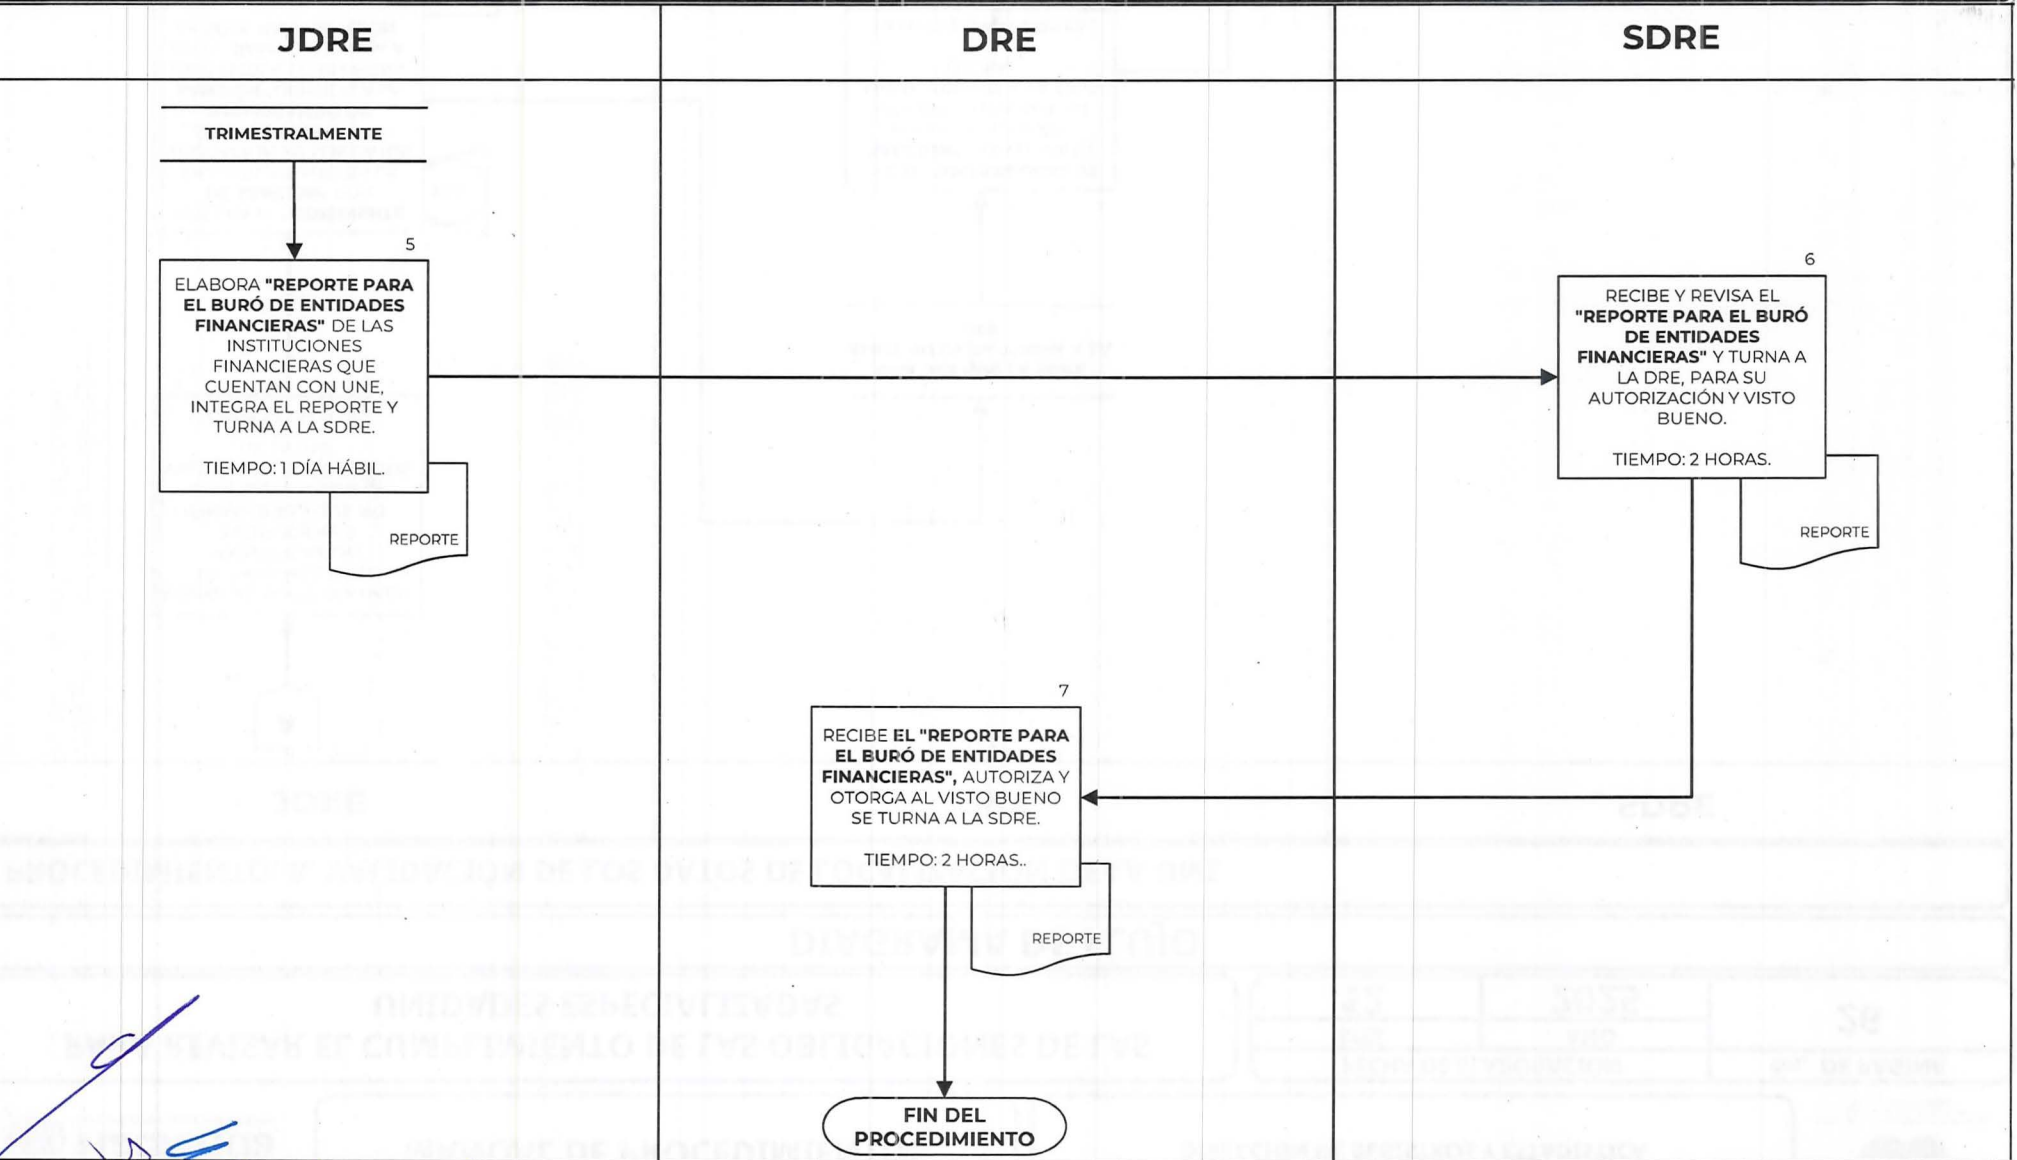 JDRE
DRE
SDRE
TRIMESTRALMENTE
5
ELABORA "REPORTE PARA
EL BURÓ DE ENTIDADES
FINANCIERAS" DE LAS
INSTITUCIONES
FINANCIERAS QUE
CUENTAN CON UNE,
INTEGRA EL REPORTE Y
TURNA A LA SDRE.
TIEMPO: 1 DÍA HÁBIL.
REPORTE
6
RECIBE Y REVISA EL
"REPORTE PARA EL BURÓ
DE ENTIDADES
FINANCIERAS" Y TURNA A
LA DRE, PARA SU
AUTORIZACIÓN Y VISTO
BUENO.
TIEMPO: 2 HORAS.
REPORTE
7
RECIBE EL "REPORTE PARA
EL BURÓ DE ENTIDADES
FINANCIERAS", AUTORIZA Y
OTORGA AL VISTO BUENO
SE TURNA A LA SDRE.
TIEMPO: 2 HORAS..
REPORTE
FIN DEL
PROCEDIMIENTO